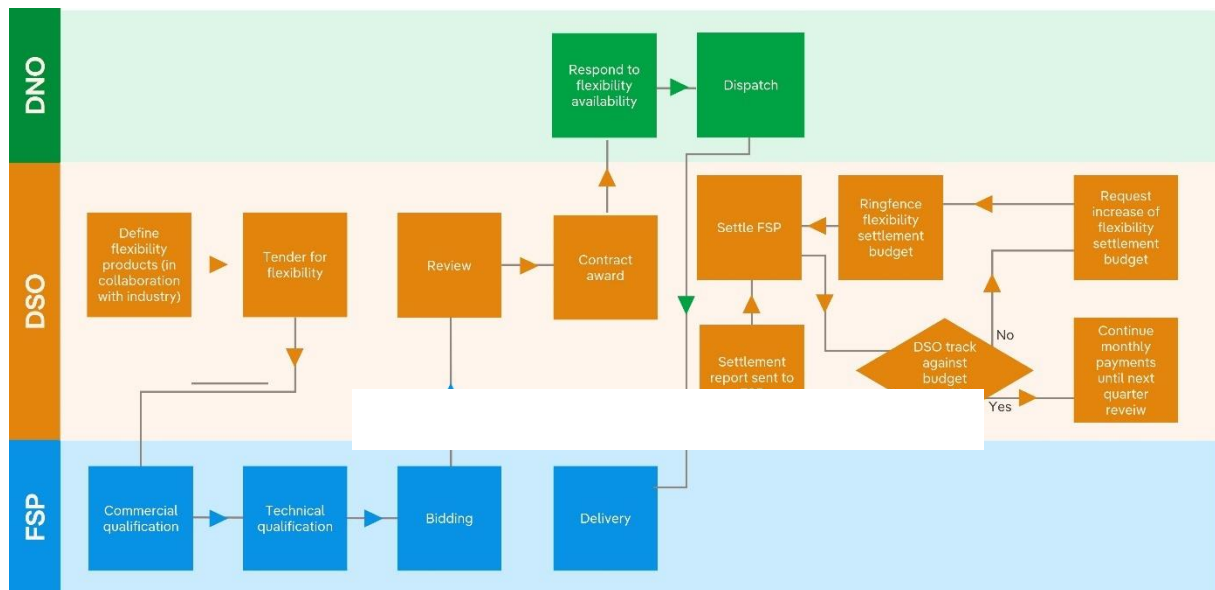 DNO
Respond to
flexibility
availability
Dispatch
DSO
Define
flexibility
products (in
collaboration
with industry)
Tender for
flexibility
Review
Contract
award
Settle FSP
Ringfence
flexibility
settlement
budget
Request
increase of
flexibility
settlement
budget
Settlement
report sent to
DSO track
against
budget
No
Yes
Continue
monthly
payments
until next
quarter
reveiw
FSP
Commercial
qualification
Technical
qualification
Bidding
Delivery